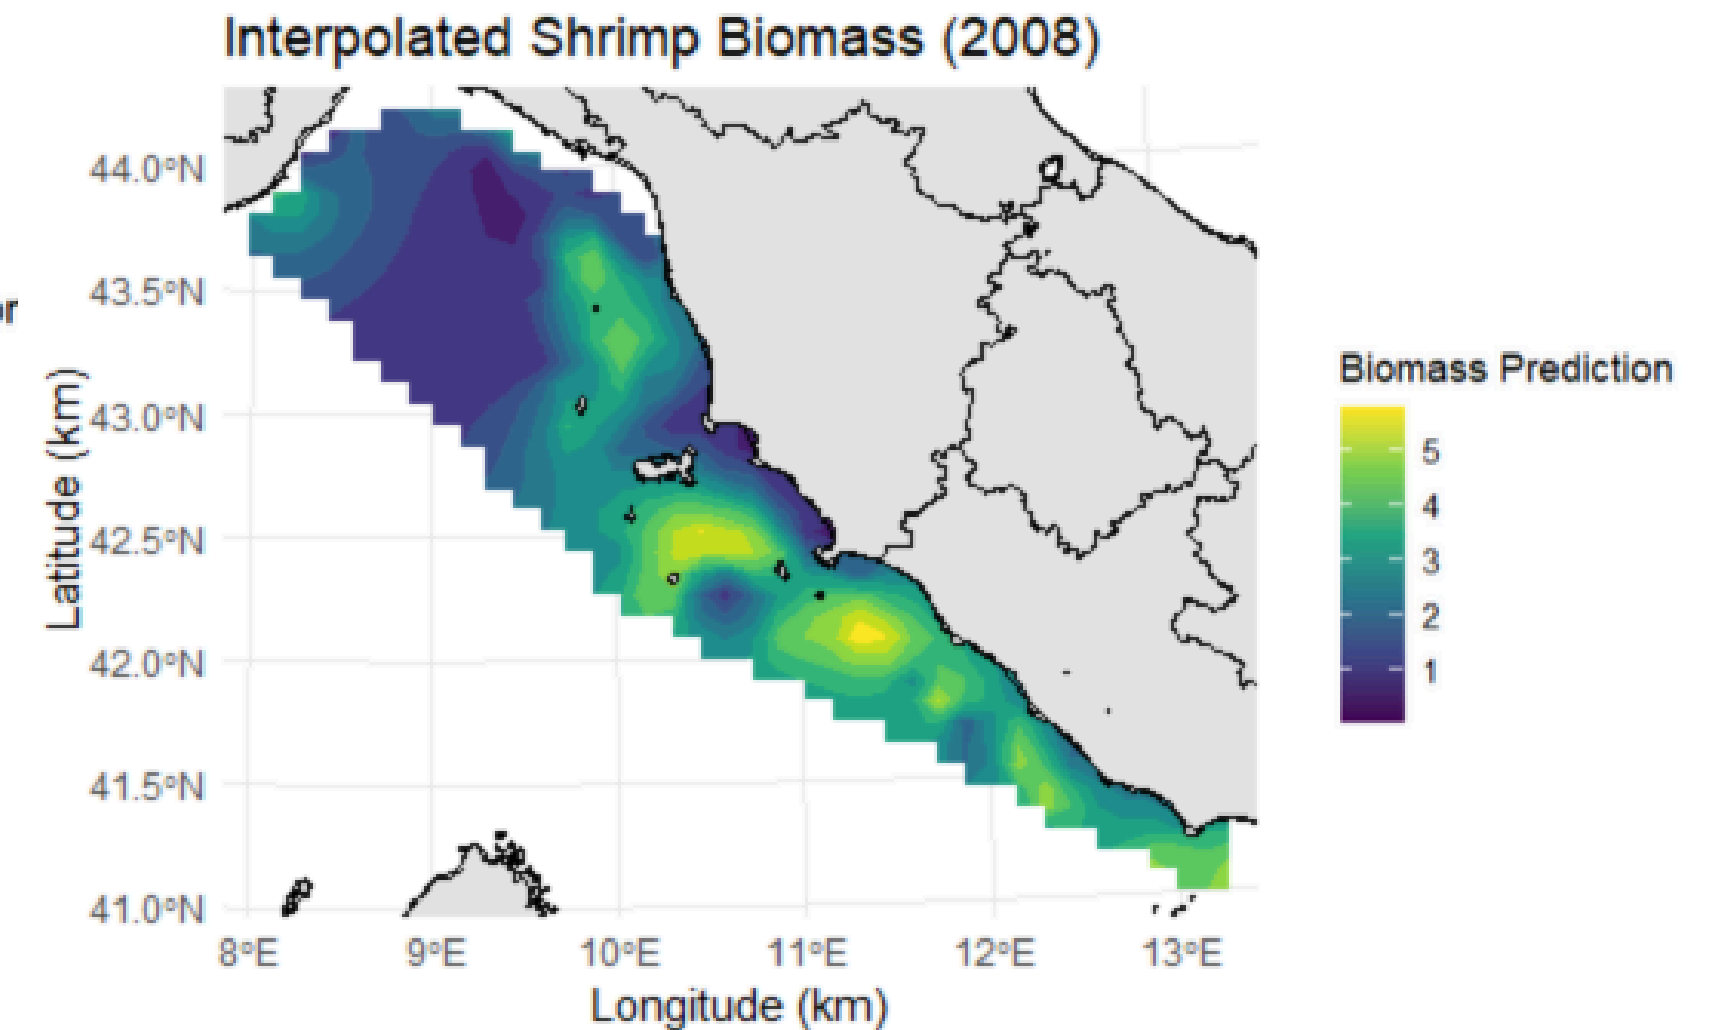 Interpolated Shrimp Biomass (2008)
or
44.0°N
43.5°N
43.0°N
42.5°N
42.0°N
41.5°N
41.0°N
Latitude (km)
8°E 9°E 10°E 11°E 12°E 13°E
Longitude (km)
Biomass Prediction
5
4
3
2
1